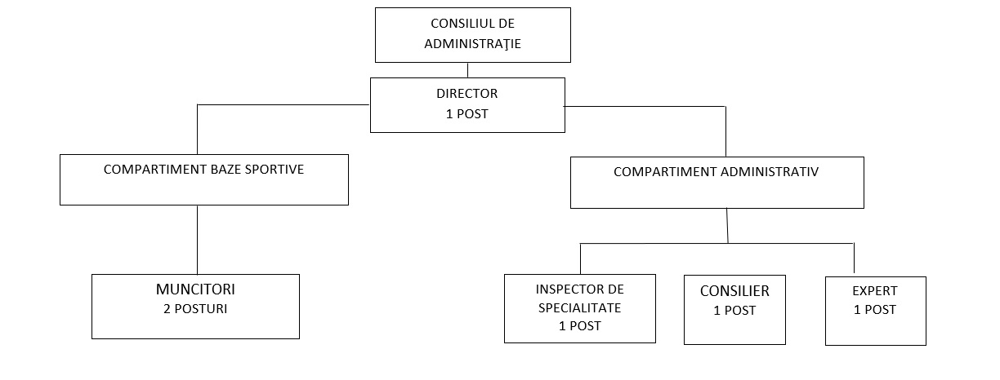 CONSILIUL DE
ADMINISTRAŢIE
DIRECTOR
1 POST
COMPARTIMENT BAZE SPORTIVE
COMPARTIMENT ADMINISTRATIV
MUNCITORI
2 POSTURI
INSPECTOR DE
SPECIALITATE
1 POST
CONSILIER
1 POST
EXPERT
1 POST